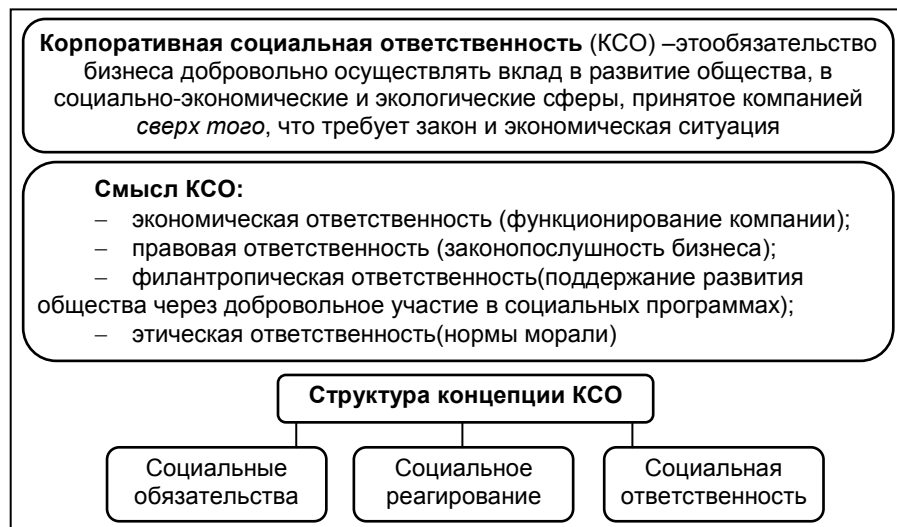 Корпоративная социальная ответственность (КСО) –этообязательство
бизнеса добровольно осуществлять вклад в развитие общества, в
социально-экономические и экологические сферы, принятое компанией
сверх того, что требует закон и экономическая ситуация
Смысл КСО:
– экономическая ответственность (функционирование компании);
– правовая ответственность (законопослушность бизнеса);
– филантропическая ответственность(поддержание развития
общества через добровольное участие в социальных программах);
– этическая ответственность(нормы морали)
Структура концепции КСО
Социальные
обязательства
Социальное
реагирование
Социальная
ответственность